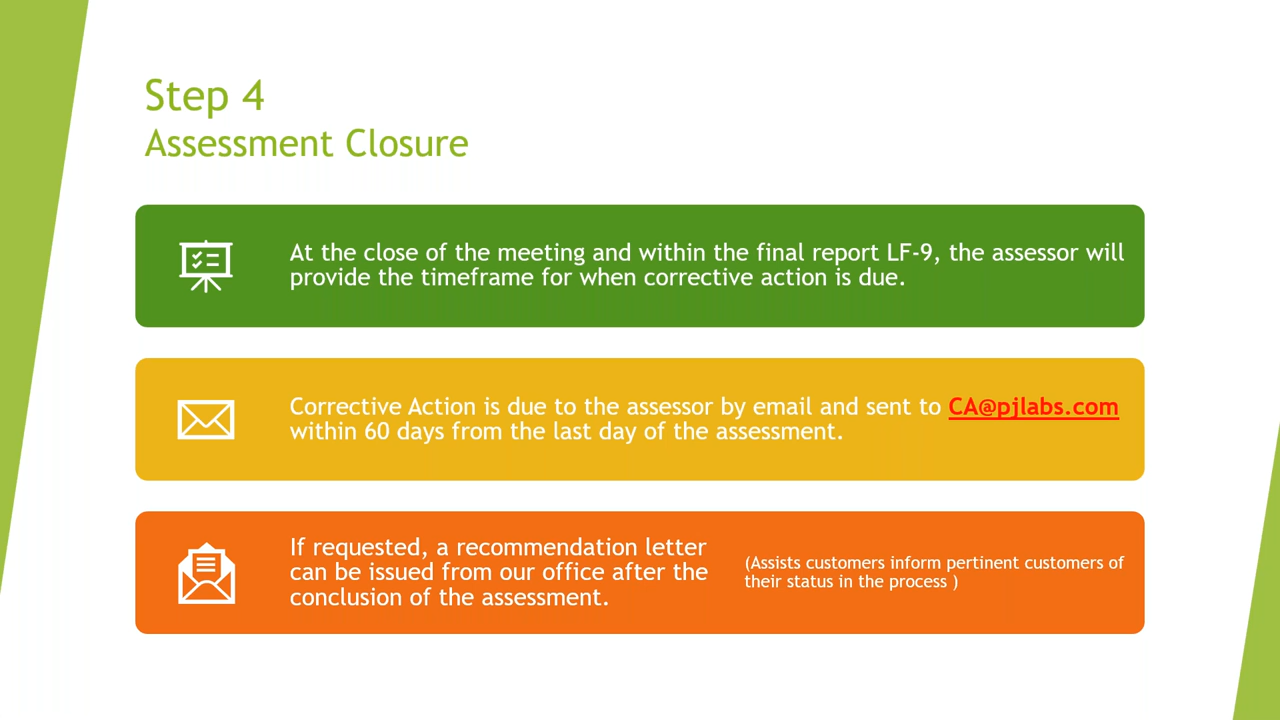 Step 4
Assessment Closure
At the close of the meeting and within the final report LF-9, the assessor will
provide the timeframe for when corrective action is due.
Corrective Action is due to the assessor by email and sent to CA@pjlabs.com
within 60 days from the last day of the assessment.
If requested, a recommendation letter
can be issued from our office after the
conclusion of the assessment.
(Assists customers inform pertinent customers of
their status in the process )